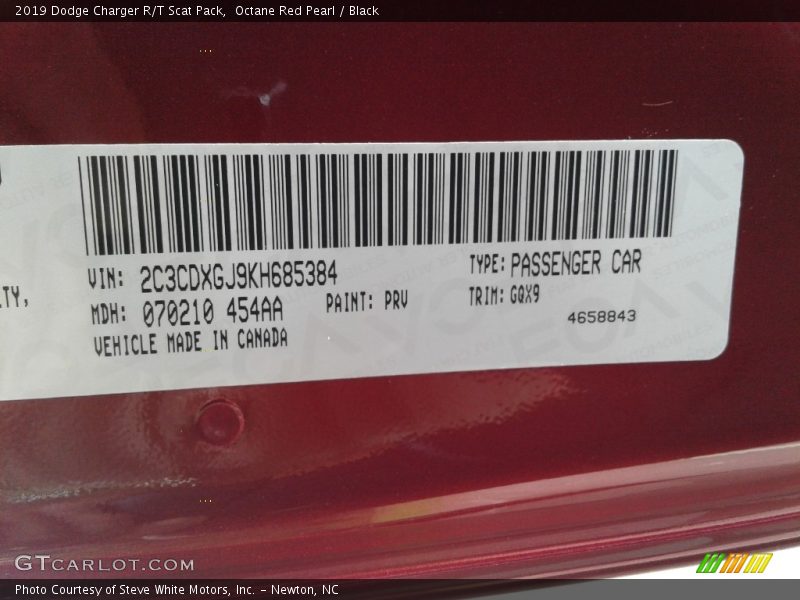 2019 Dodge Charger R/T Scat Pack, Octane Red Pearl / Black
VIN: 2C3CDXGJ9KH685384
TYPE: PASSENGER CAR
LTY,
MDH: 070210 454AA
PAINT: PRV
TRIM: GQX9
4658843
VEHICLE MADE IN CANADA
GTCARLOT.COM
Photo Courtesy of Steve White Motors, Inc. – Newton, NC